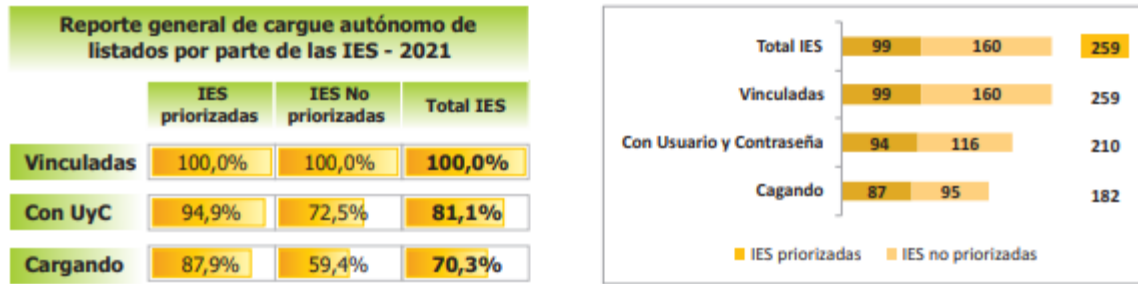 Reporte general de cargue autónomo de
listados por parte de las IES - 2021
IES
priorizadas
IES No
priorizadas
Total IES
Vinculadas 100,0% 100,0% 100,0%
Con UyC 94,9% 72,5% 81,1%
Cargando 87,9% 59,4% 70,3%
Total IES 99 160 259
Vinculadas 99 160 259
Con Usuario y Contraseña 94 116 210
Cagando 87 95 182
IES priorizadas IES no priorizadas